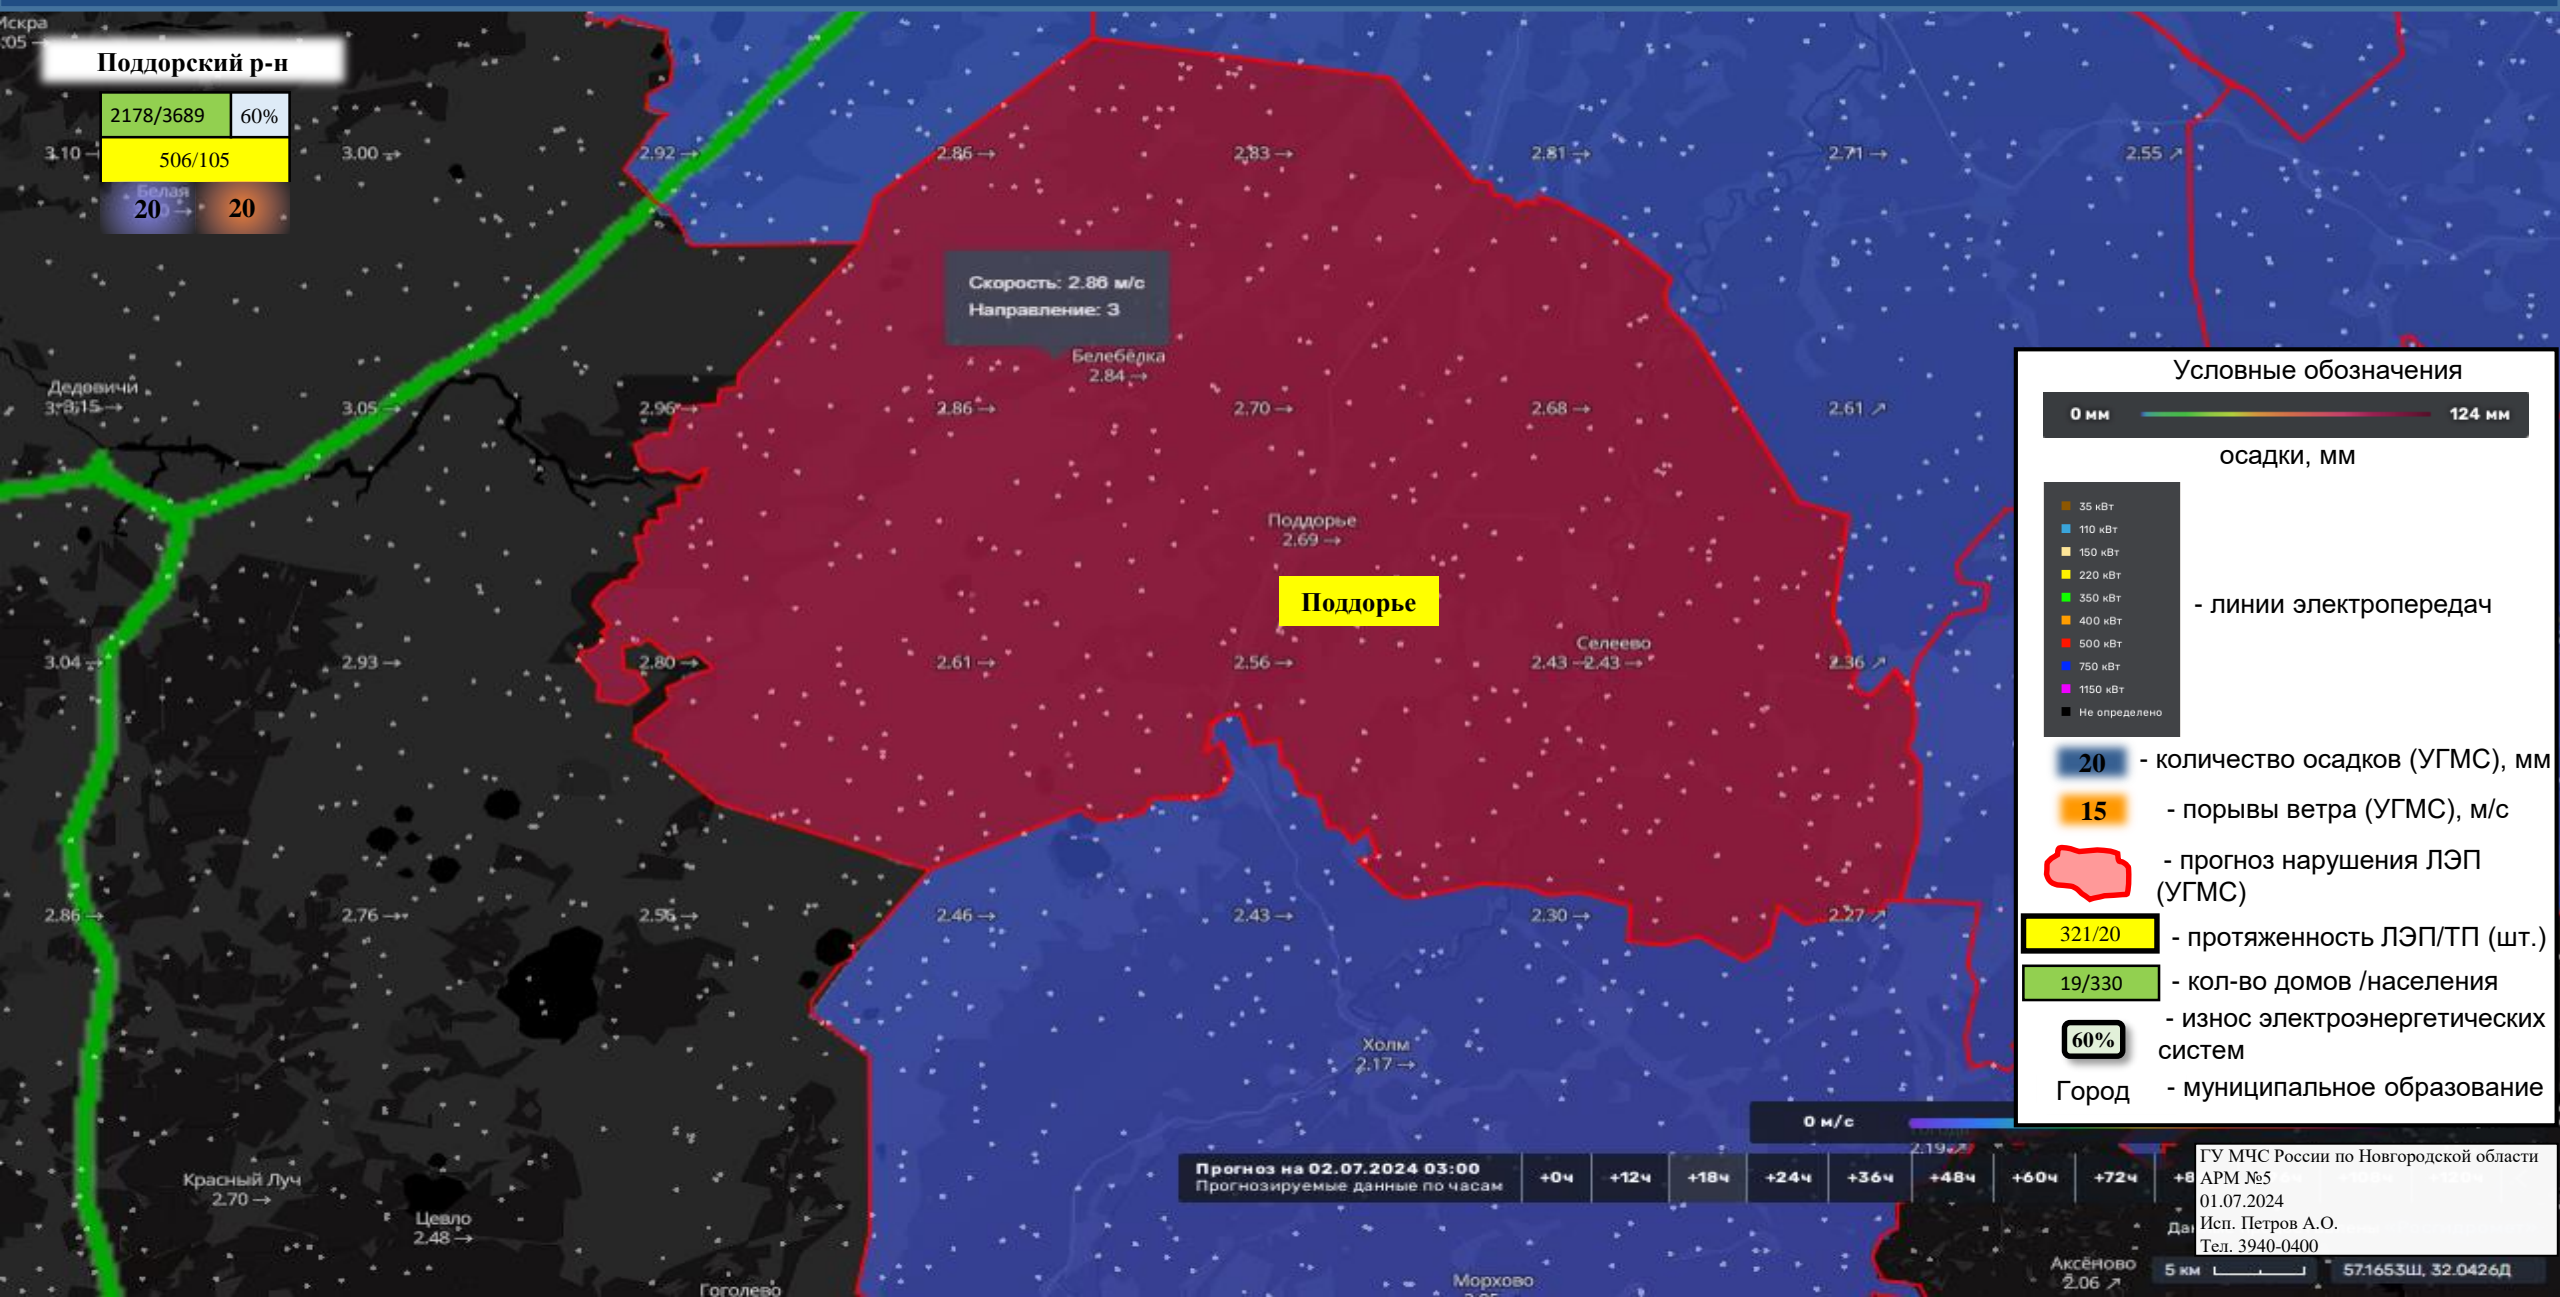 Искра
Поддорский р-н
2178/3689 60%
3.10 3.00 → 2.92 → 2.86 → 2.83 → 2.81 → 2.71 → 2.55 ↗
506/105
Белая
20 20
Скорость: 2.86 м/с
Направление: З
Белебёлка
2.84 →
Дедовичи
3.15 → 3.05 → 2.96 → 2.86 → 2.70 → 2.68 → 2.61 ↗
Поддорье
2.69 →
Поддорье
Селеево
3.04 → 2.93 → 2.80 → 2.61 → 2.56 → 2.43 2.43 → 2.36 ↗
2.86 → 2.76 → 2.56 → 2.46 → 2.43 → 2.30 → 2.27 ↗
Холм
2.17 →
Красный Луч
2.70 →
Цевло
2.48 →
Гоголево
Морхово
Аксёново
2.06 ↗
Условные обозначения
0 мм 124 мм
осадки, мм
35 кВт
110 кВт
150 кВт
220 кВт
350 кВт
400 кВт
500 кВт
750 кВт
1150 кВт
Не определено
- линии электропередач
20 - количество осадков (УГМС), мм
15 - порывы ветра (УГМС), м/с
- прогноз нарушения ЛЭП
(УГМС)
321/20 - протяженность ЛЭП/ТП (шт.)
19/330 - кол-во домов /населения
60% - износ электроэнергетических
систем
Город - муниципальное образование
0 м/с
2.19
Прогноз на 02.07.2024 03:00
Прогнозируемые данные по часам
+0ч +12ч +18ч +24ч +36ч +48ч +60ч +72ч
ГУ МЧС России по Новгородской области
АРМ №5
01.07.2024
Исп. Петров А.О.
Тел. 3940-0400
5 км 57.1653Ш, 32.0426Д